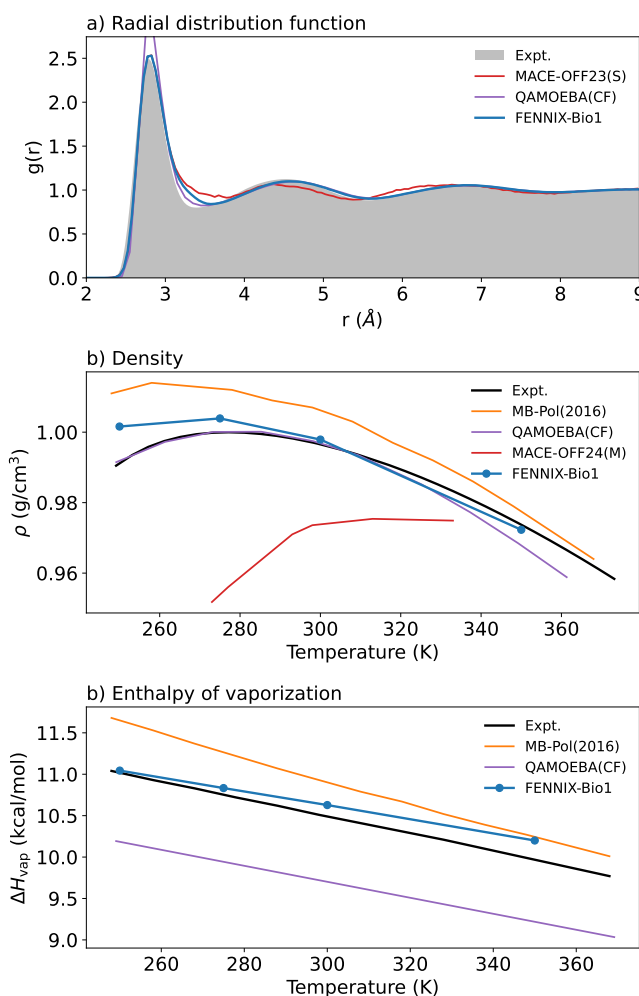 a) Radial distribution function
g(r)
2.5
2.0
1.5
1.0
0.5
0.0
Expt.
MACE-OFF23(S)
QAMOEBA(CF)
FENNIX-Bio1
2 3 4 5 6 7 8 9
r (Å)
b) Density
ρ (g/cm³)
1.00
0.98
0.96
Expt.
MB-Pol(2016)
QAMOEBA(CF)
MACE-OFF24(M)
FENNIX-Bio1
260 280 300 320 340 360
Temperature (K)
b) Enthalpy of vaporization
ΔHvap (kcal/mol)
11.5
11.0
10.5
10.0
9.5
9.0
Expt.
MB-Pol(2016)
QAMOEBA(CF)
FENNIX-Bio1
260 280 300 320 340 360
Temperature (K)